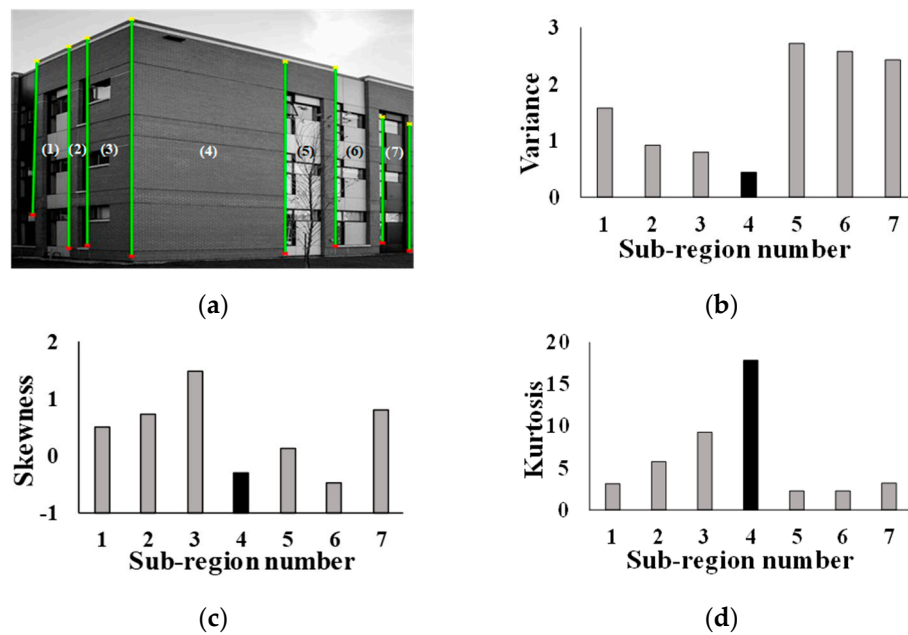 (1) (2) (3) (4) (5) (6) (7)
(a)
3
2
1
0
Variance
1 2 3 4 5 6 7
Sub-region number
(b)
2
1
0
-1
Skewness
1 2 3 4 5 6 7
Sub-region number
(c)
20
15
10
5
0
Kurtosis
1 2 3 4 5 6 7
Sub-region number
(d)